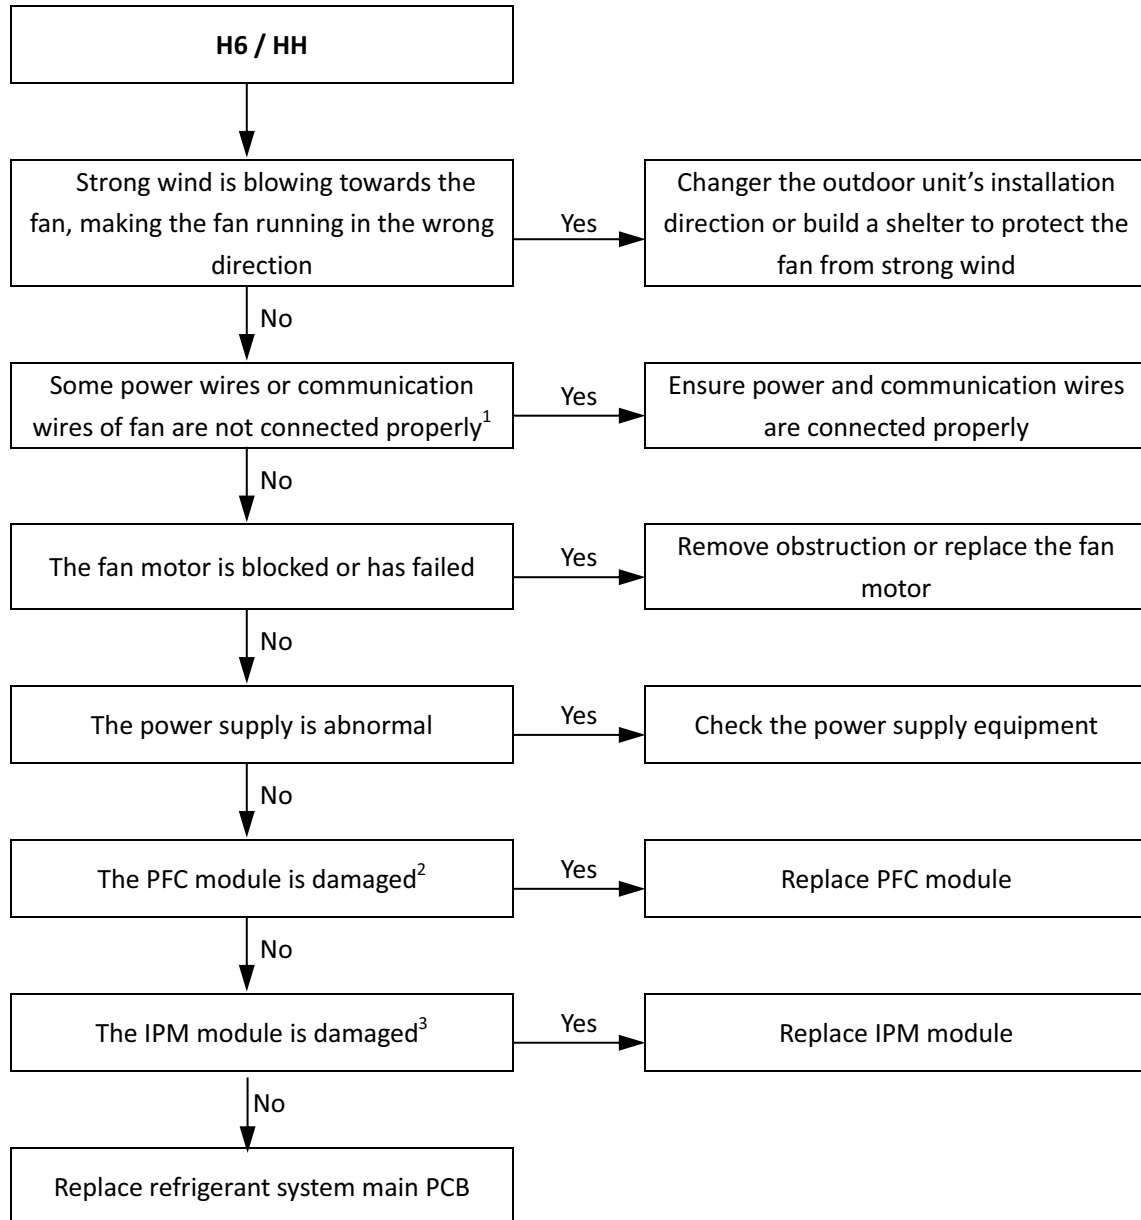 H6 / HH
Strong wind is blowing towards the
fan, making the fan running in the wrong
direction
Yes
Changer the outdoor unit’s installation
direction or build a shelter to protect the
fan from strong wind
No
Some power wires or communication
wires of fan are not connected properly1
Yes
Ensure power and communication wires
are connected properly
No
The fan motor is blocked or has failed
Yes
Remove obstruction or replace the fan
motor
No
The power supply is abnormal
Yes
Check the power supply equipment
No
The PFC module is damaged2
Yes
Replace PFC module
No
The IPM module is damaged3
Yes
Replace IPM module
No
Replace refrigerant system main PCB